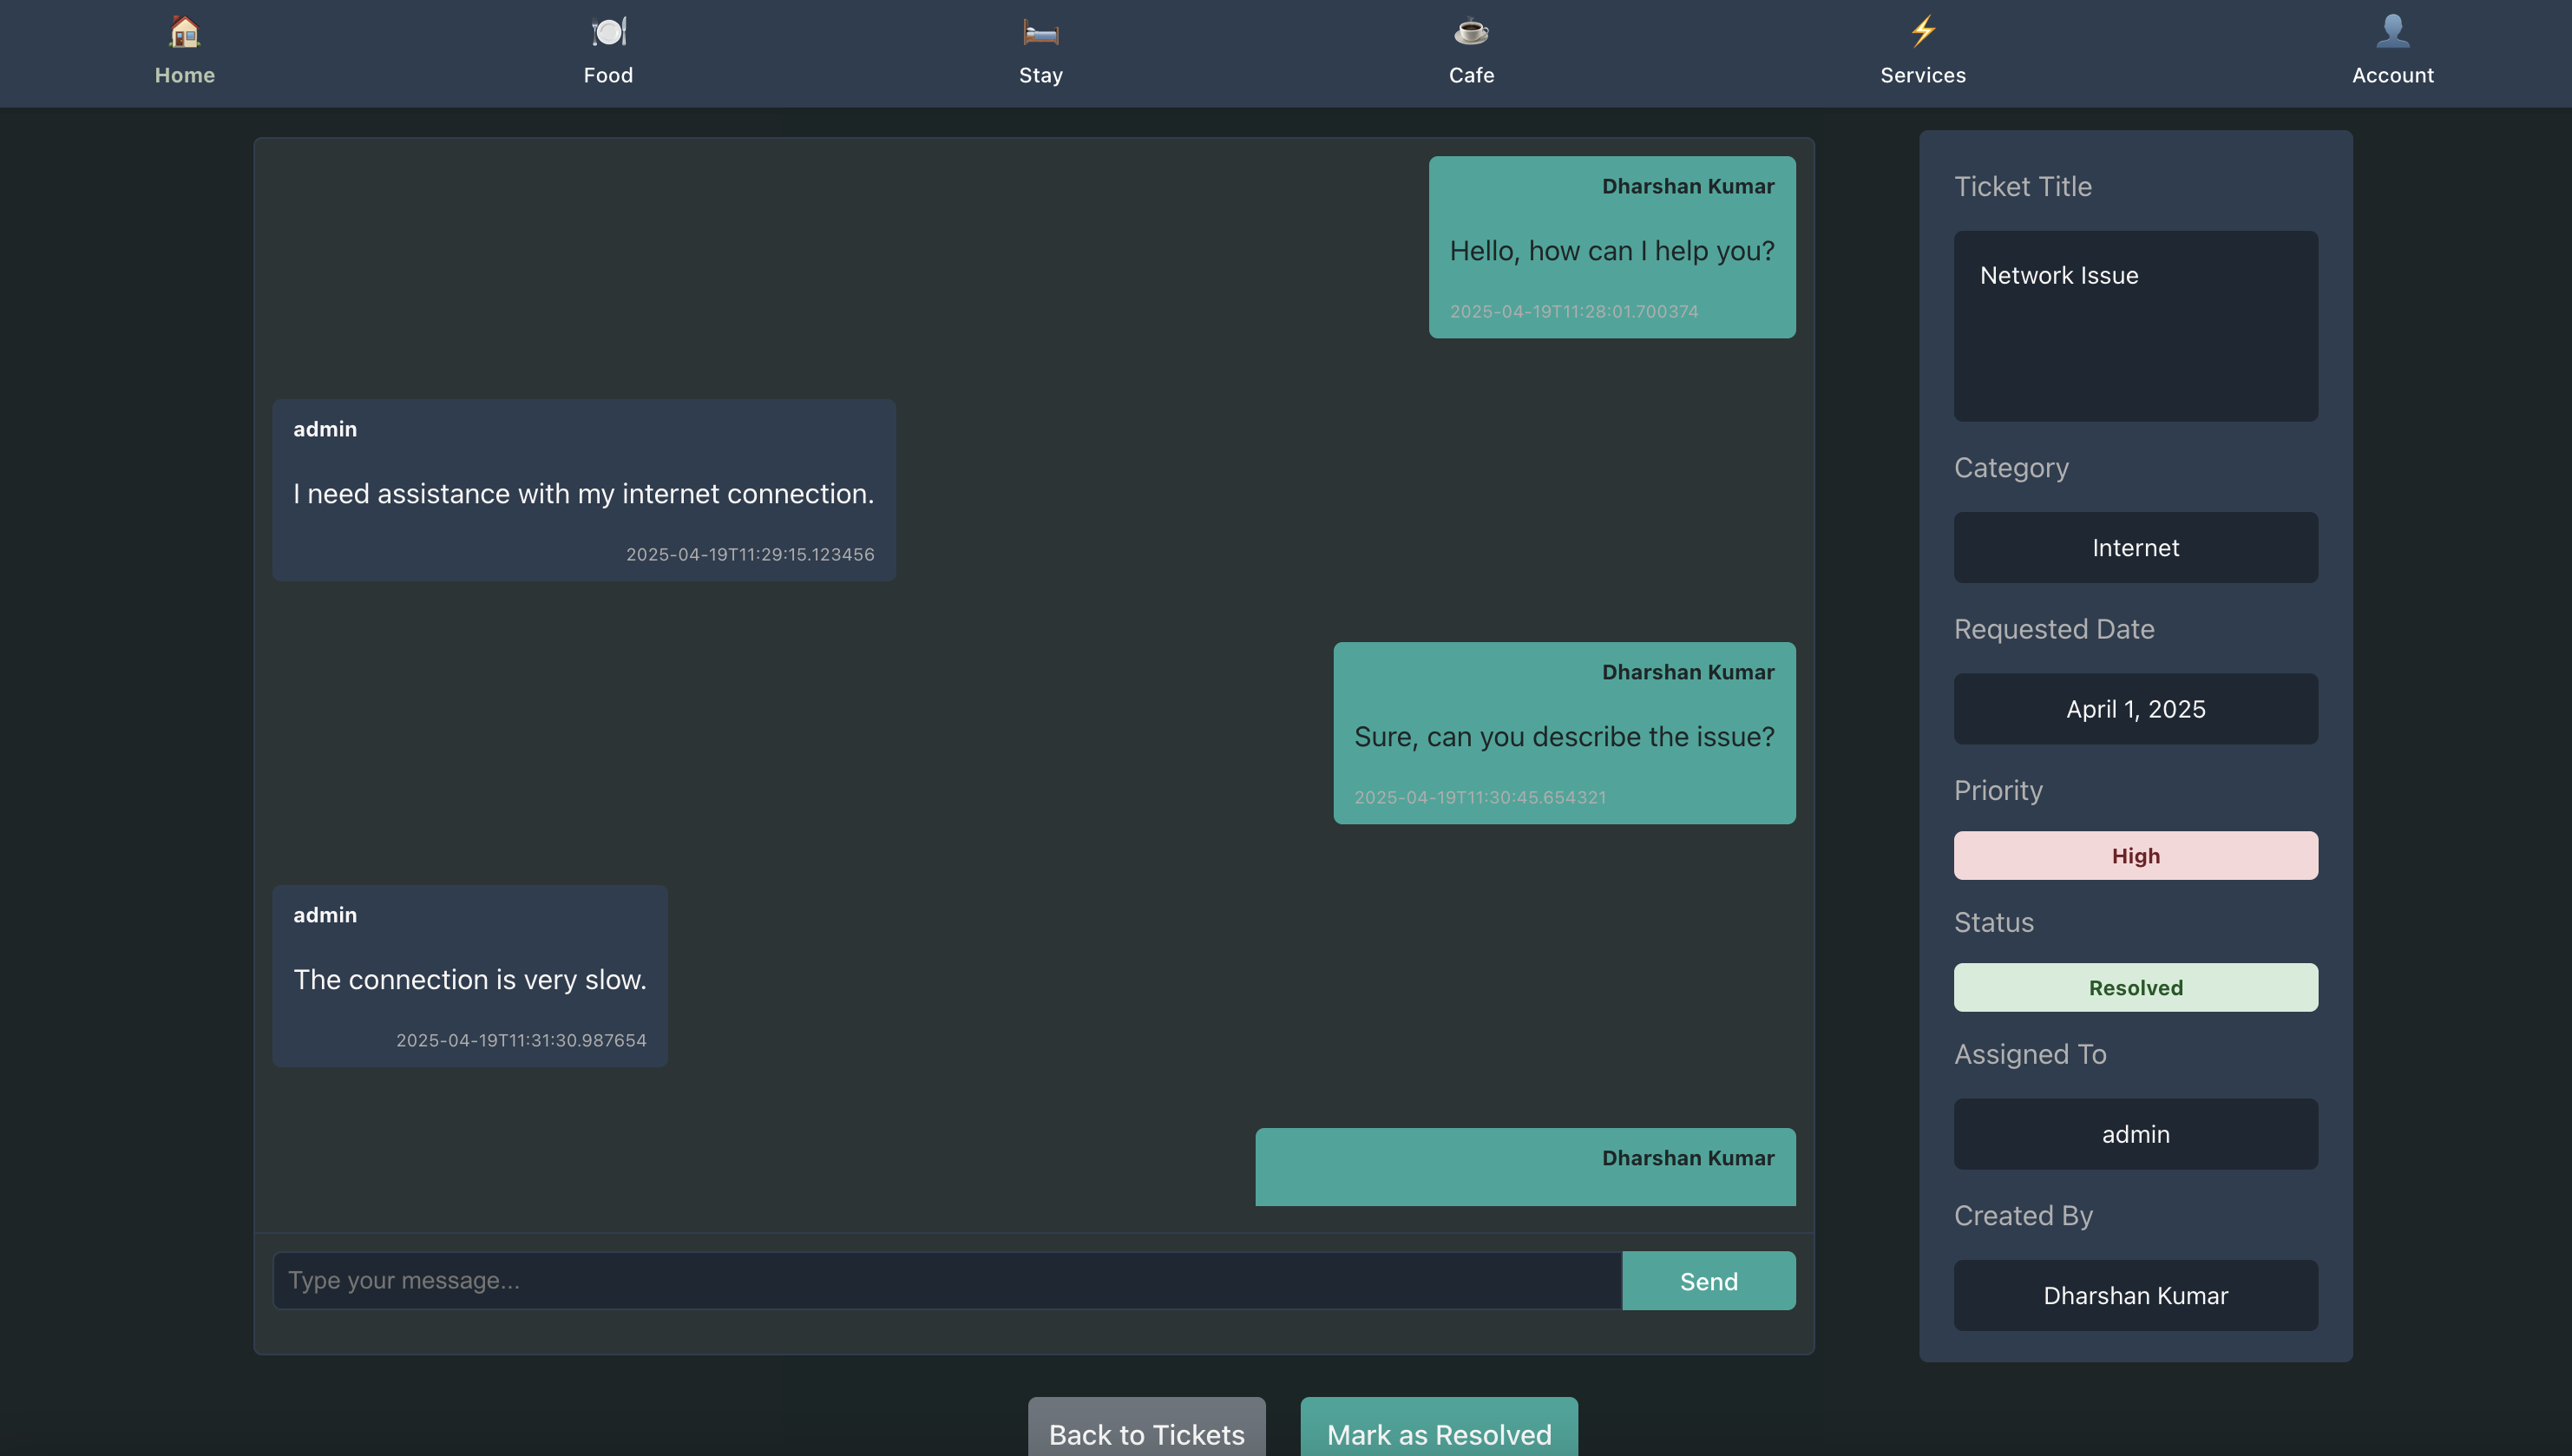 Home
Food
Stay
Cafe
Services
Account
Dharshan Kumar
Hello, how can I help you?
2025-04-19T11:28:01.700374
admin
I need assistance with my internet connection.
2025-04-19T11:29:15.123456
Dharshan Kumar
Sure, can you describe the issue?
2025-04-19T11:30:45.654321
admin
The connection is very slow.
2025-04-19T11:31:30.987654
Dharshan Kumar
Type your message...
Send
Back to Tickets
Mark as Resolved
Ticket Title
Network Issue
Category
Internet
Requested Date
April 1, 2025
Priority
High
Status
Resolved
Assigned To
admin
Created By
Dharshan Kumar